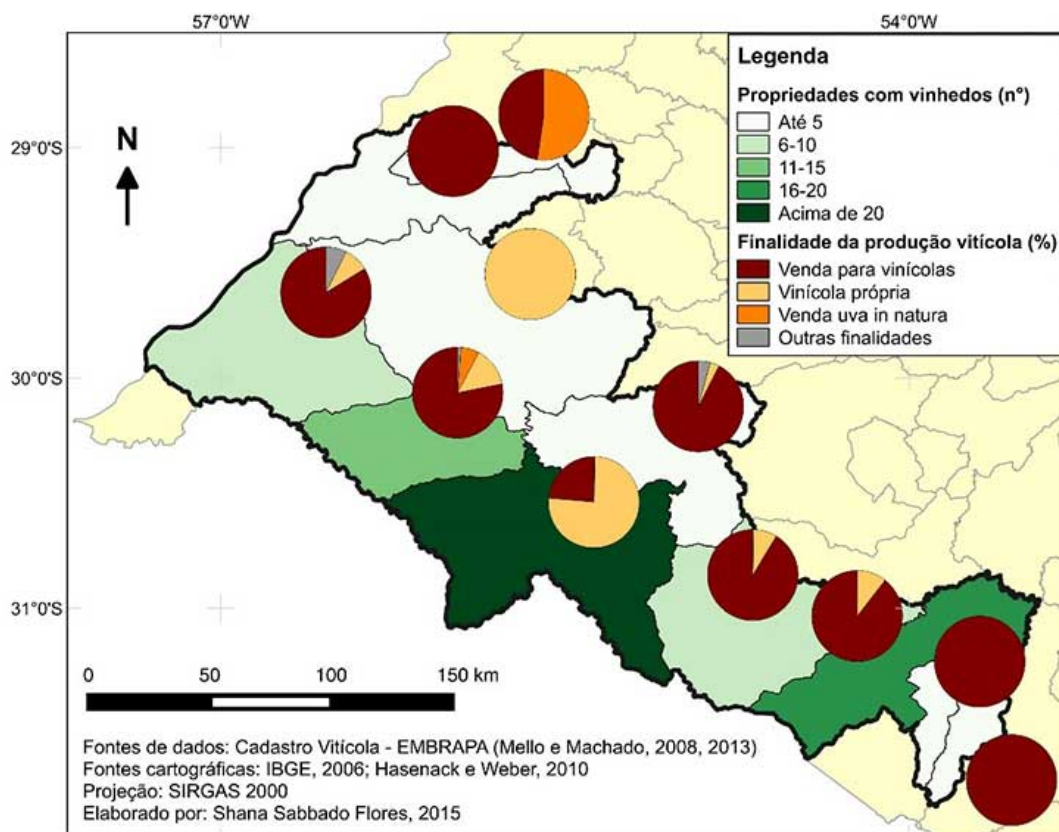 57°0'W
54°0'W
Legenda
Propriedades com vinhedos (n°)
Até 5
6-10
11-15
16-20
Acima de 20
Finalidade da produção vitícola (%)
Venda para vinícolas
Vinícola própria
Venda uva in natura
Outras finalidades
N
29°0'S
30°0'S
31°0'S
0 50 100 150 km
Fontes de dados: Cadastro Vitícola - EMBRAPA (Mello e Machado, 2008, 2013)
Fontes cartográficas: IBGE, 2006; Hasenack e Weber, 2010
Projeção: SIRGAS 2000
Elaborado por: Shana Sabbado Flores, 2015